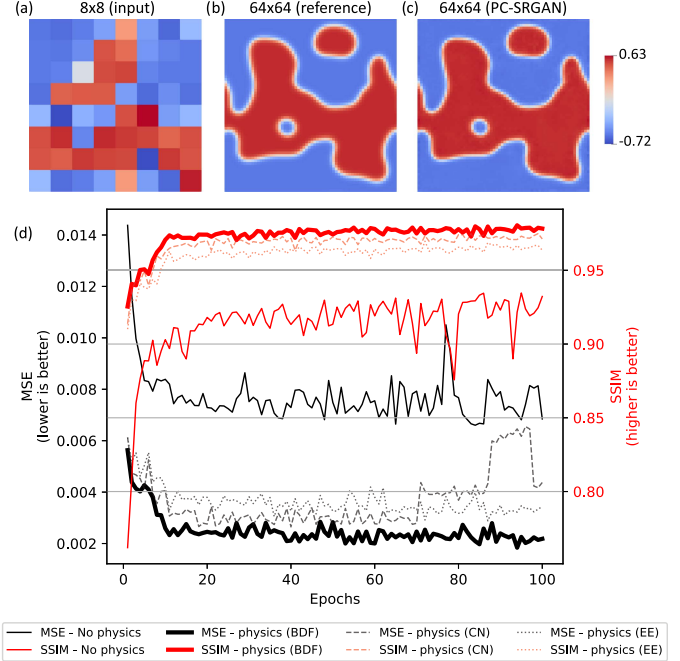 (a) 8x8 (input) (b) 64x64 (reference) (c) 64x64 (PC-SRGAN)
0.63
-0.72
(d)
0.014
0.012
0.010
0.008
0.006
0.004
0.002
MSE
(lower is better)
0.95
0.90
0.85
0.80
SSIM
(higher is better)
0 20 40 60 80 100
Epochs
MSE – No physics MSE – physics (BDF) MSE – physics (CN) MSE – physics (EE)
SSIM – No physics SSIM – physics (BDF) SSIM – physics (CN) SSIM – physics (EE)